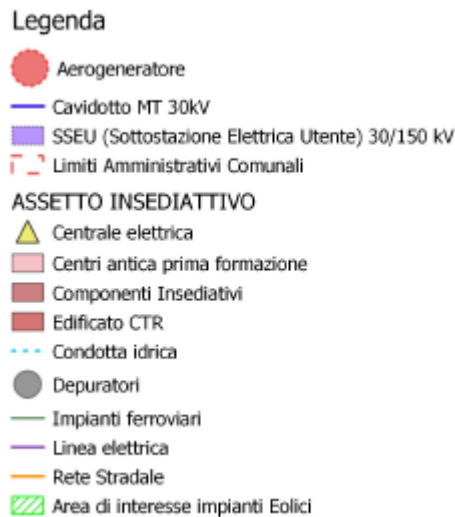 Legenda
Aerogeneratore
Cavidotto MT 30kV
SSEU (Sottostazione Elettrica Utente) 30/150 kV
Limiti Amministrativi Comunali
ASSETTO INSEDIATTIVO
Centrale elettrica
Centri antica prima formazione
Componenti Insediativi
Edificato CTR
Condotta idrica
Depuratori
Impianti ferroviari
Linea elettrica
Rete Stradale
Area di interesse impianti Eolici